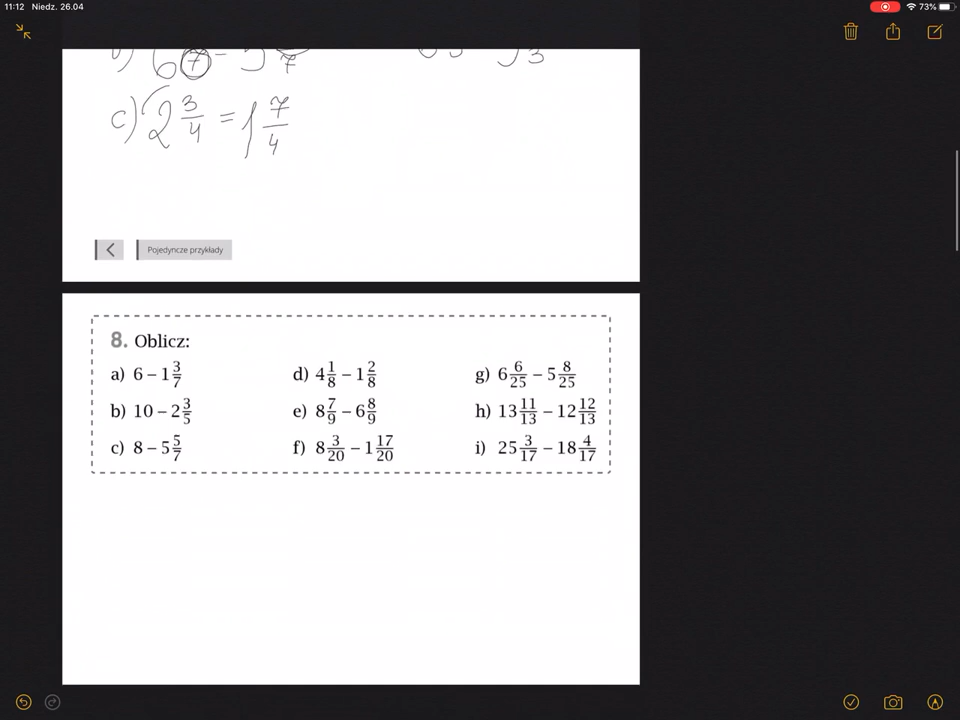 11:12 Niedz. 26.04 73%
c) 2 3/4 = 1 7/4
Pojedyncze przykłady
8. Oblicz:
a) 6 – 1 3/7 d) 4 1/8 – 1 2/8 g) 6 6/25 – 5 8/25
b) 10 – 2 3/5 e) 8 7/9 – 6 8/9 h) 13 11/13 – 12 12/13
c) 8 – 5 5/7 f) 8 3/20 – 1 17/20 i) 25 3/17 – 18 4/17